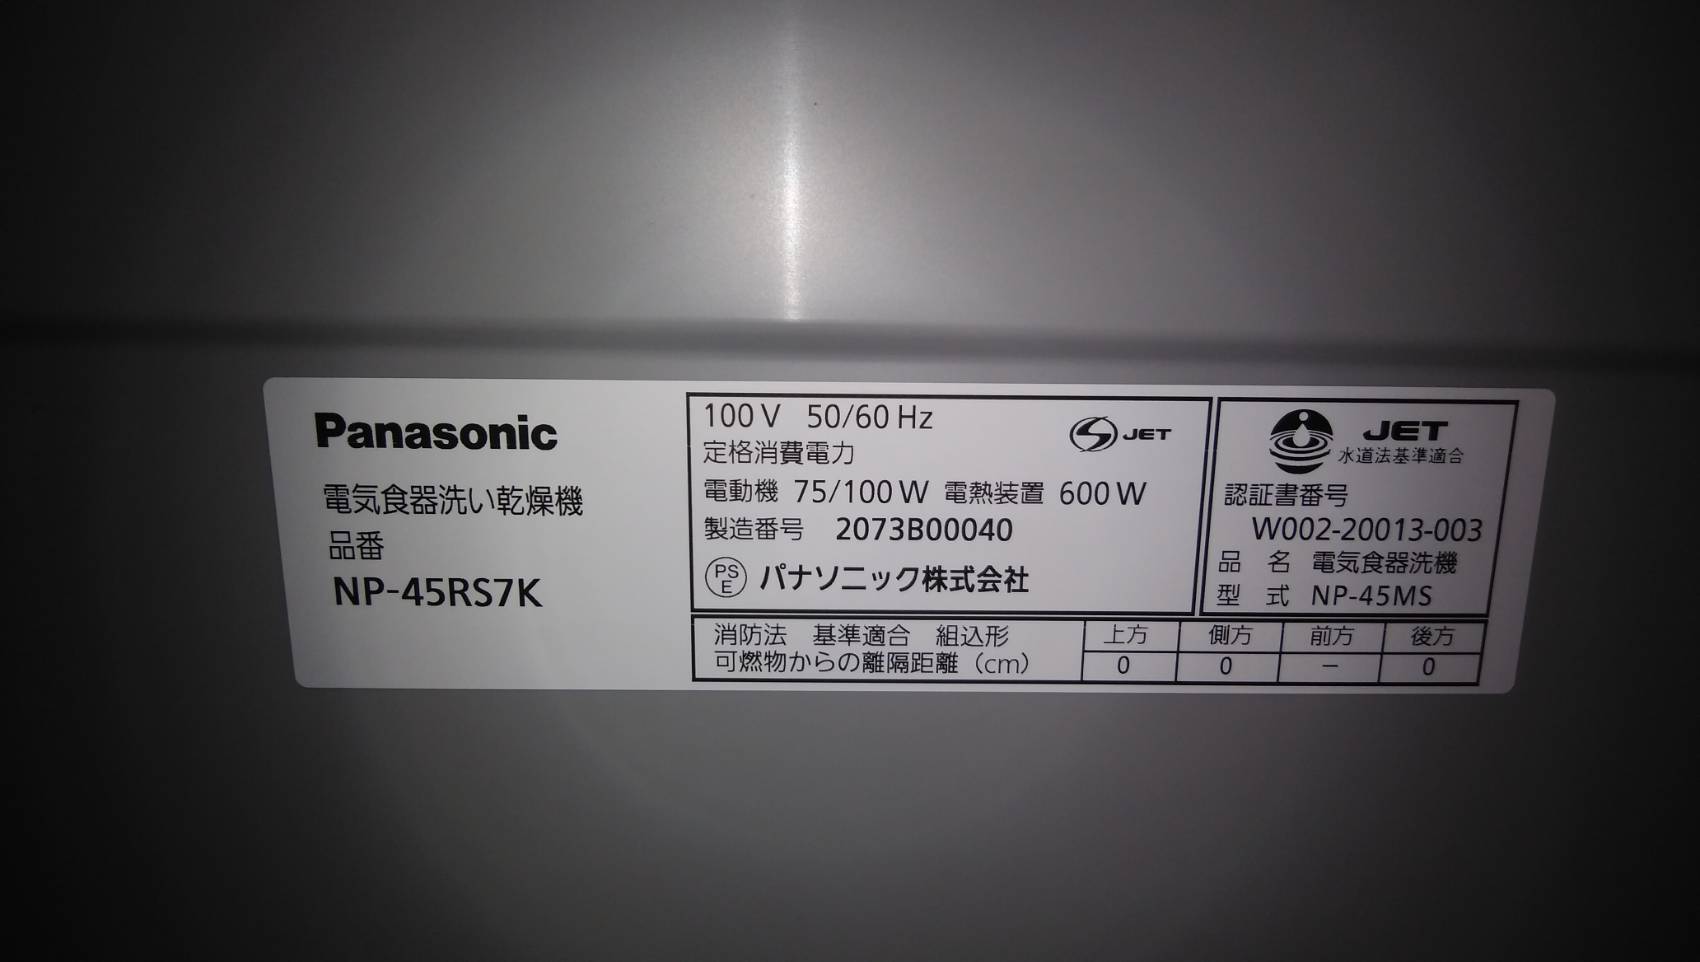 Panasonic
電気食器洗い乾燥機
品番
NP-45RS7K
100V 50/60Hz
JET
定格消費電力
電動機 75/100W 電熱装置 600W
製造番号 2073B00040
PS
E
パナソニック株式会社
JET
水道法基準適合
認証書番号
W002-20013-003
品 名 電気食器洗機
型 式 NP-45MS
消防法 基準適合 組込形
可燃物からの離隔距離(cm)
上方 側方 前方 後方
0 0 － 0